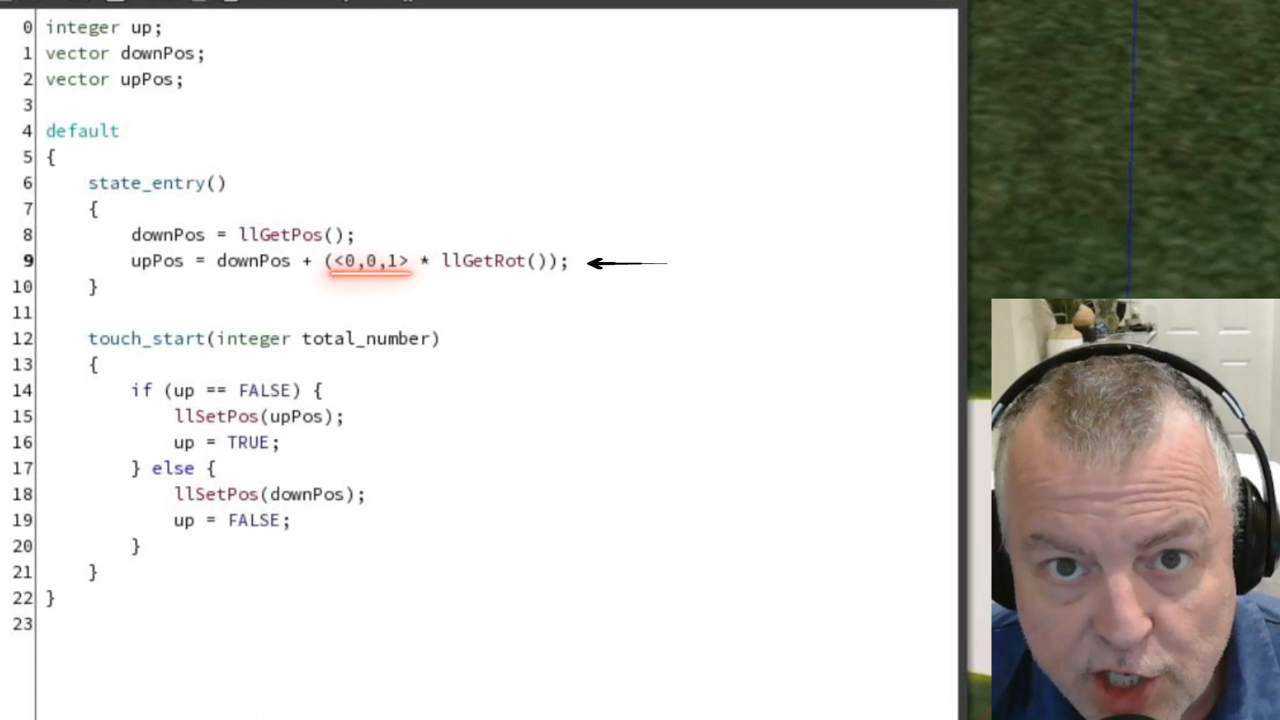 0 integer up;
1 vector downPos;
2 vector upPos;
3
4 default
5 {
6 state_entry()
7 {
8 downPos = llGetPos();
9 upPos = downPos + (<0,0,1> * llGetRot());
10 }
11
12 touch_start(integer total_number)
13 {
14 if (up == FALSE) {
15 llSetPos(upPos);
16 up = TRUE;
17 } else {
18 llSetPos(downPos);
19 up = FALSE;
20 }
21 }
22 }
23